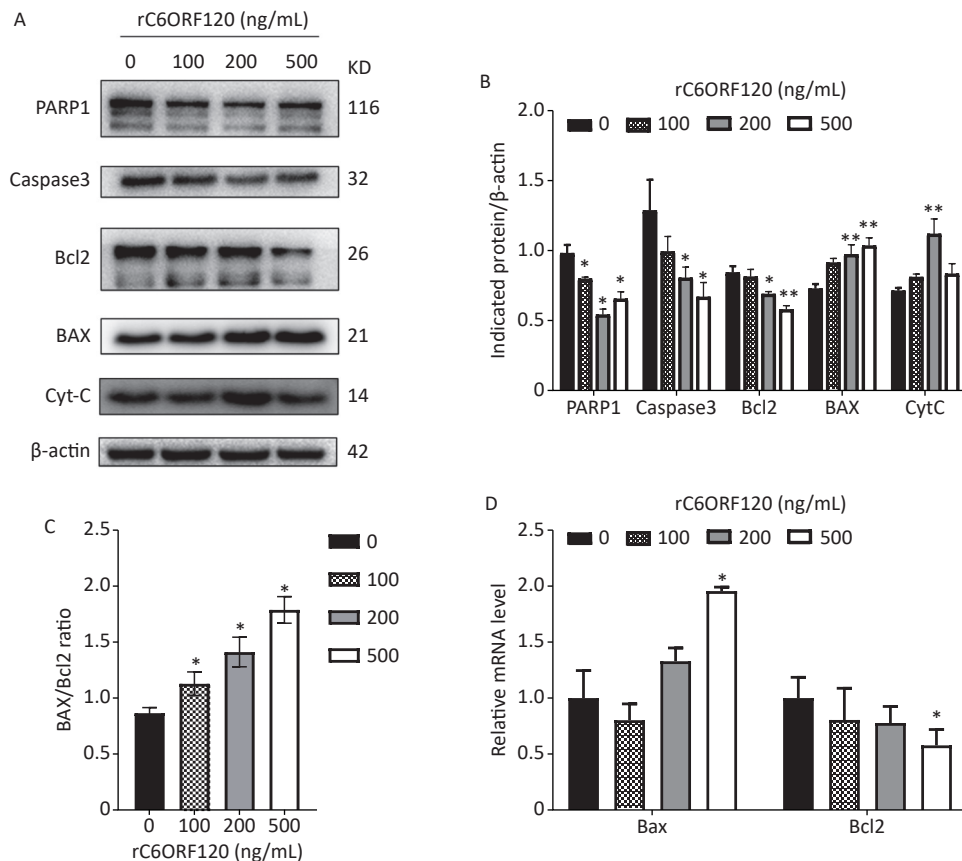 A
rC6ORF120 (ng/mL)
0 100 200 500
KD
PARP1 116
Caspase3 32
Bcl2 26
BAX 21
Cyt-C 14
β-actin 42
B
rC6ORF120 (ng/mL)
0 100 200 500
Indicated protein/β-actin
2.0
1.5
1.0
0.5
0
* * *
* *
* **
** **
**
PARP1 Caspase3 Bcl2 BAX CytC
C
BAX/Bcl2 ratio
2.5
2.0
1.5
1.0
0.5
0
* * *
0 100 200 500
rC6ORF120 (ng/mL)
0
100
200
500
D
rC6ORF120 (ng/mL)
0 100 200 500
Relative mRNA level
2.5
2.0
1.5
1.0
0.5
0
* *
Bax Bcl2